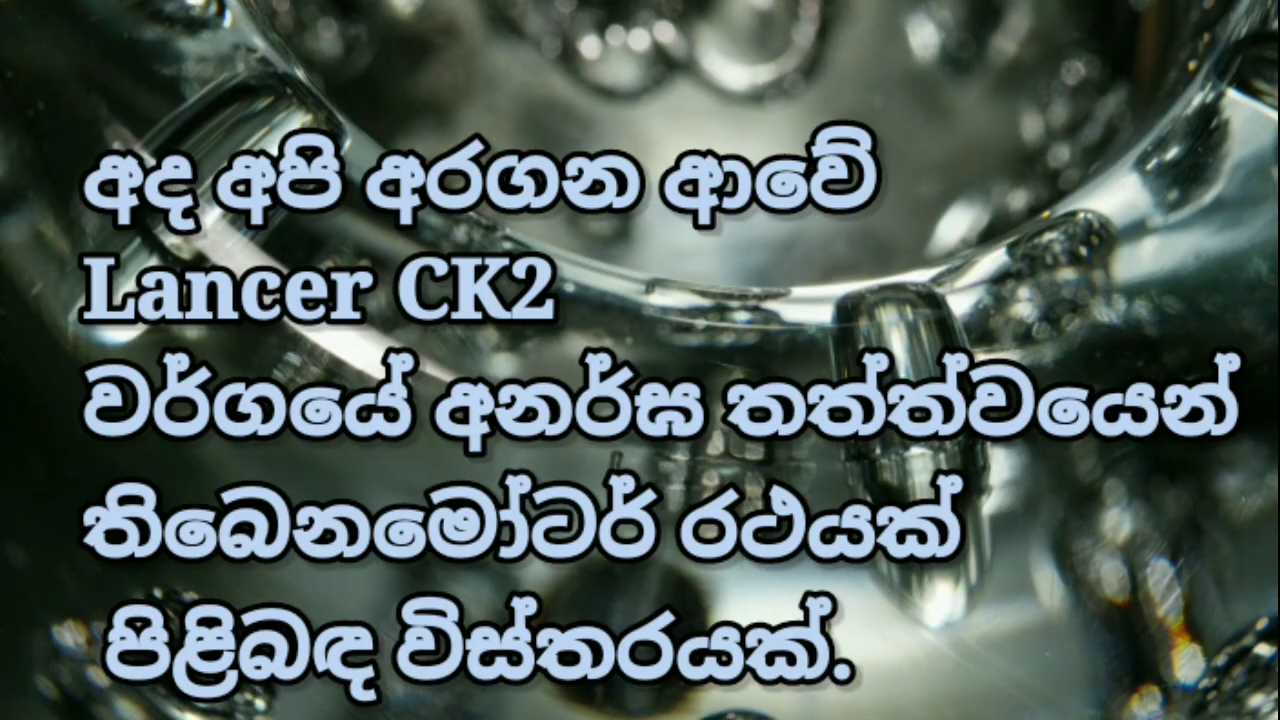 අද අපි අරගන ආවේ
Lancer CK2
වර්ගයේ අනර්ඝ තත්ත්වයෙන්
තිබෙනමෝටර් රථයක්
පිළිබඳ විස්තරයක්.